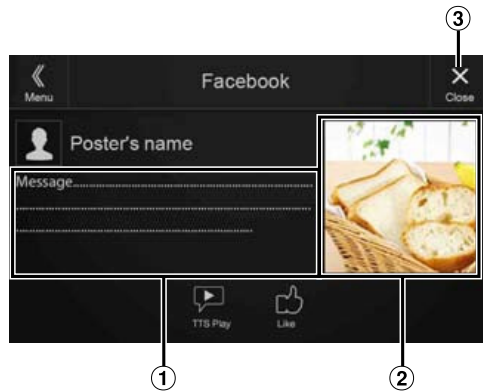 ③
Menu
Facebook
Close
Poster's name
Message..........................................................................
..........................................................................
............................................................
TTS Play
Like
① ②